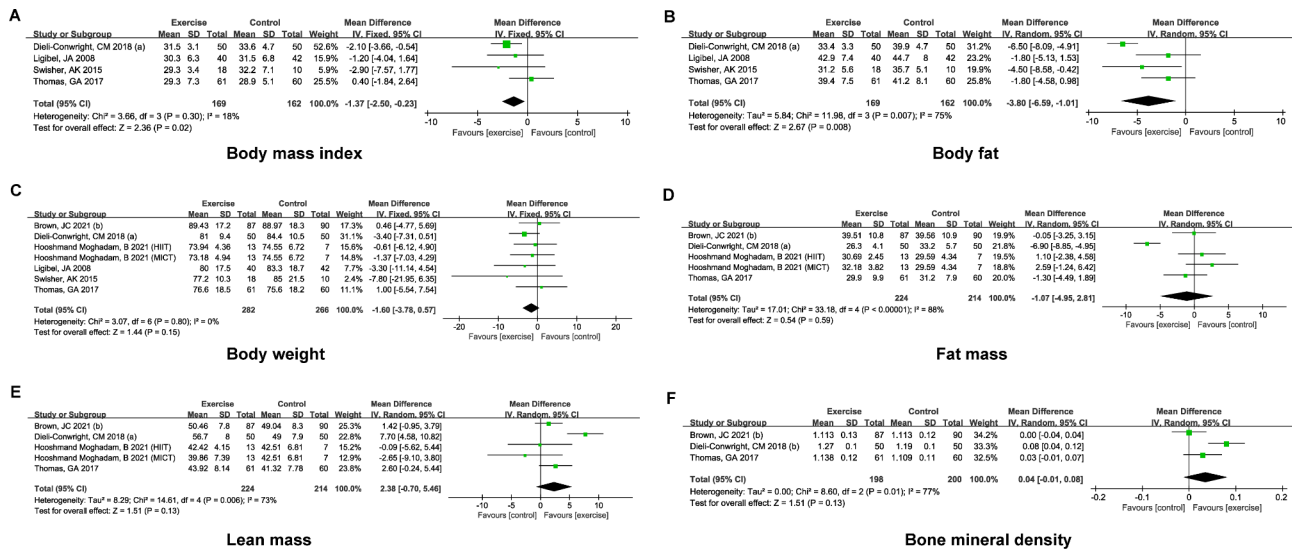 A
Exercise Control Mean Difference Mean Difference
Study or Subgroup Mean SD Total Mean SD Total Weight IV. Fixed. 95% CI IV. Fixed. 95% CI
Dieli-Conwright, CM 2018 (a) 31.5 3.1 50 33.6 4.7 50 52.6% -2.10 [-3.66, -0.54]
Ligibel, JA 2008 30.3 6.3 40 31.5 6.8 42 15.9% -1.20 [-4.04, 1.64]
Swisher, AK 2015 29.3 3.4 18 32.2 7.1 10 5.9% -2.90 [-7.57, 1.77]
Thomas, GA 2017 29.3 7.3 61 28.9 5.1 60 25.5% 0.40 [-1.84, 2.64]
Total (95% CI) 169 162 100.0% -1.37 [-2.50, -0.23]
Heterogeneity: Chi² = 3.66, df = 3 (P = 0.30); I² = 18%
Test for overall effect: Z = 2.36 (P = 0.02)
-10 -5 0 5 10
Favours [exercise] Favours [control]
Body mass index
B
Exercise Control Mean Difference Mean Difference
Study or Subgroup Mean SD Total Mean SD Total Weight IV. Random. 95% CI IV. Random. 95% CI
Dieli-Conwright, CM 2018 (a) 33.4 3.3 50 39.9 4.7 50 31.2% -6.50 [-8.09, -4.91]
Ligibel, JA 2008 42.9 7.4 40 44.7 8 42 23.2% -1.80 [-5.13, 1.53]
Swisher, AK 2015 31.2 5.6 18 35.7 5.1 10 19.6% -4.50 [-8.58, -0.42]
Thomas, GA 2017 39.4 7.5 61 41.2 8.1 60 26.0% -1.80 [-4.58, 0.98]
Total (95% CI) 169 162 100.0% -3.80 [-6.59, -1.01]
Heterogeneity: Tau² = 5.84; Chi² = 11.98, df = 3 (P = 0.007); I² = 75%
Test for overall effect: Z = 2.67 (P = 0.008)
-10 -5 0 5 10
Favours [exercise] Favours [control]
Body fat
C
Exercise Control Mean Difference Mean Difference
Study or Subgroup Mean SD Total Mean SD Total Weight IV. Fixed. 95% CI IV. Fixed. 95% CI
Brown, JC 2021 (b) 89.43 17.2 87 88.97 18.3 90 17.3% 0.46 [-4.77, 5.69]
Dieli-Conwright, CM 2018 (a) 81 9.4 50 84.4 10.5 50 31.0% -3.40 [-7.31, 0.51]
Hooshmand Moghadam, B 2021 (HIIT) 73.94 4.36 13 74.55 6.72 7 15.6% -0.61 [-6.12, 4.90]
Hooshmand Moghadam, B 2021 (MICT) 73.18 4.94 13 74.55 6.72 7 14.8% -1.37 [-7.03, 4.29]
Ligibel, JA 2008 80 17.5 40 83.3 18.7 42 7.7% -3.30 [-11.14, 4.54]
Swisher, AK 2015 77.2 10.3 18 85 21.5 10 2.4% -7.80 [-21.95, 6.35]
Thomas, GA 2017 76.6 18.5 61 75.6 18.2 60 11.1% 1.00 [-5.54, 7.54]
Total (95% CI) 282 266 100.0% -1.60 [-3.78, 0.57]
Heterogeneity: Chi² = 3.07, df = 6 (P = 0.80); I² = 0%
Test for overall effect: Z = 1.44 (P = 0.15)
-20 -10 0 10 20
Favours [exercise] Favours [control]
Body weight
D
Exercise Control Mean Difference Mean Difference
Study or Subgroup Mean SD Total Mean SD Total Weight IV. Random. 95% CI IV. Random. 95% CI
Brown, JC 2021 (b) 39.51 10.8 87 39.56 10.9 90 19.9% -0.05 [-3.25, 3.15]
Dieli-Conwright, CM 2018 (a) 26.3 4.1 50 33.2 5.7 50 21.8% -6.90 [-8.85, -4.95]
Hooshmand Moghadam, B 2021 (HIIT) 30.69 2.45 13 29.59 4.34 7 19.5% 1.10 [-2.38, 4.58]
Hooshmand Moghadam, B 2021 (MICT) 32.18 3.82 13 29.59 4.34 7 18.8% 2.59 [-1.24, 6.42]
Thomas, GA 2017 29.9 9.9 61 31.2 7.9 60 20.0% -1.30 [-4.49, 1.89]
Total (95% CI) 224 214 100.0% -1.07 [-4.95, 2.81]
Heterogeneity: Tau² = 17.01; Chi² = 33.18, df = 4 (P < 0.00001); I² = 88%
Test for overall effect: Z = 0.54 (P = 0.59)
-10 -5 0 5 10
Favours [exercise] Favours [control]
Fat mass
E
Exercise Control Mean Difference Mean Difference
Study or Subgroup Mean SD Total Mean SD Total Weight IV. Random. 95% CI IV. Random. 95% CI
Brown, JC 2021 (b) 50.46 7.8 87 49.04 8.3 90 25.3% 1.42 [-0.95, 3.79]
Dieli-Conwright, CM 2018 (a) 56.7 8 50 49 7.9 50 22.8% 7.70 [4.58, 10.82]
Hooshmand Moghadam, B 2021 (HIIT) 42.42 4.15 13 42.51 6.81 7 15.2% -0.09 [-5.62, 5.44]
Hooshmand Moghadam, B 2021 (MICT) 39.86 7.39 13 42.51 6.81 7 12.9% -2.65 [-9.10, 3.80]
Thomas, GA 2017 43.92 8.14 61 41.32 7.78 60 23.8% 2.60 [-0.24, 5.44]
Total (95% CI) 224 214 100.0% 2.38 [-0.70, 5.46]
Heterogeneity: Tau² = 8.29; Chi² = 14.61, df = 4 (P = 0.006); I² = 73%
Test for overall effect: Z = 1.51 (P = 0.13)
-10 -5 0 5 10
Favours [control] Favours [exercise]
Lean mass
F
Exercise Control Mean Difference Mean Difference
Study or Subgroup Mean SD Total Mean SD Total Weight IV. Random. 95% CI IV. Random. 95% CI
Brown, JC 2021 (b) 1.113 0.13 87 1.113 0.12 90 34.2% 0.00 [-0.04, 0.04]
Dieli-Conwright, CM 2018 (b) 1.27 0.1 50 1.19 0.1 50 33.3% 0.08 [0.04, 0.12]
Thomas, GA 2017 1.138 0.12 61 1.109 0.11 60 32.5% 0.03 [-0.01, 0.07]
Total (95% CI) 198 200 100.0% 0.04 [-0.01, 0.08]
Heterogeneity: Tau² = 0.00; Chi² = 8.60, df = 2 (P = 0.01); I² = 77%
Test for overall effect: Z = 1.51 (P = 0.13)
-0.2 -0.1 0 0.1 0.2
Favours [control] Favours [exercise]
Bone mineral density